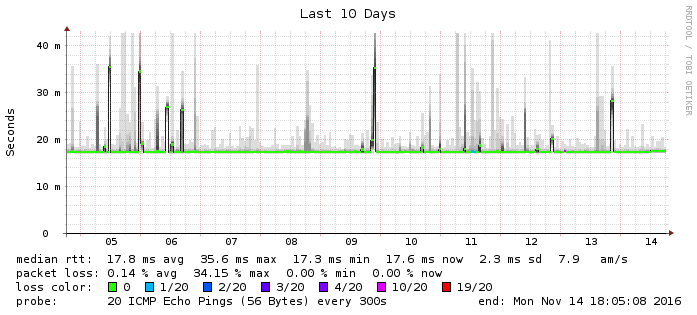 Last 10 Days
RRDTOOL / TOBI OETIKER
Seconds
40 m
30 m
20 m
10 m
0
05 06 07 08 09 10 11 12 13 14
median rtt: 17.8 ms avg 35.6 ms max 17.3 ms min 17.6 ms now 2.3 ms sd 7.9 am/s
packet loss: 0.14 % avg 34.15 % max 0.00 % min 0.00 % now
loss color: 0 1/20 2/20 3/20 4/20 10/20 19/20
probe: 20 ICMP Echo Pings (56 Bytes) every 300s end: Mon Nov 14 18:05:08 2016